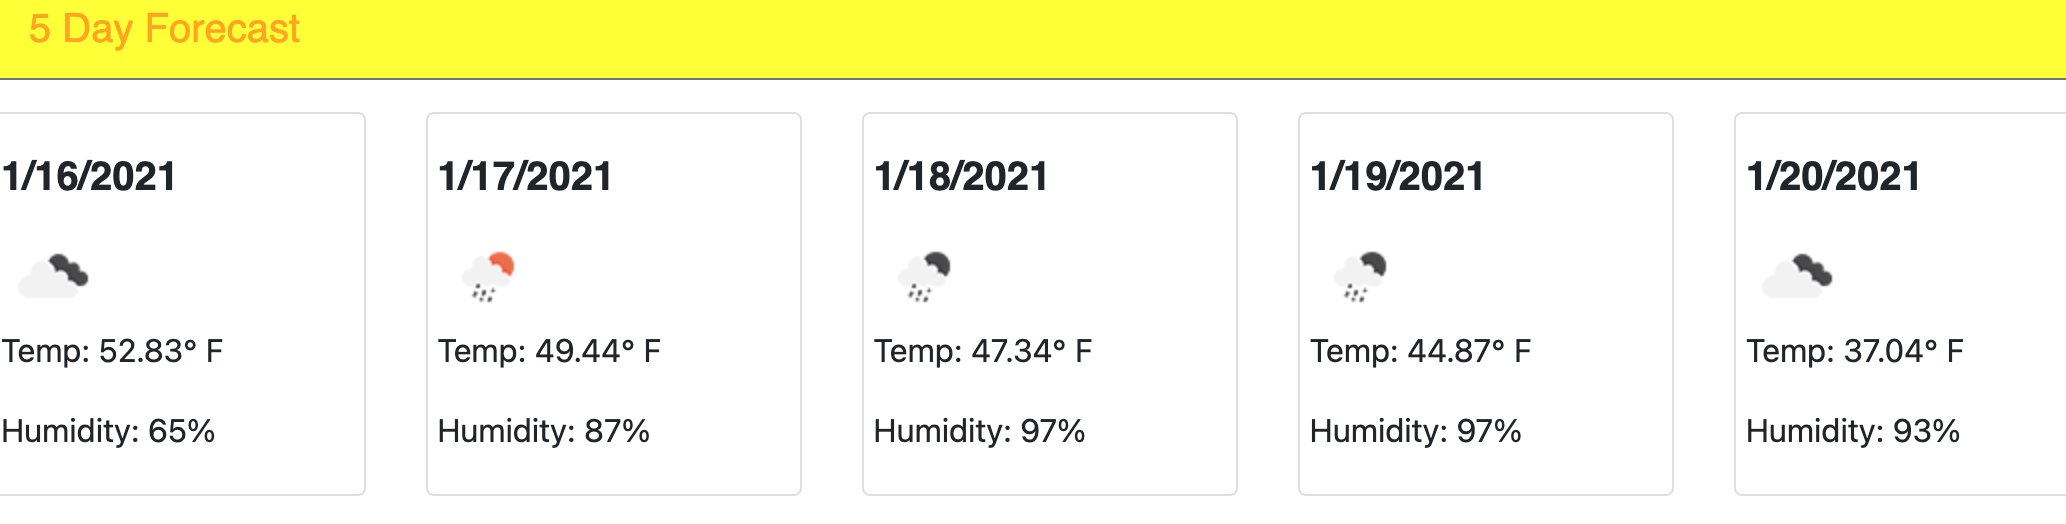 5 Day Forecast
1/16/2021
Temp: 52.83° F
Humidity: 65%
1/17/2021
Temp: 49.44° F
Humidity: 87%
1/18/2021
Temp: 47.34° F
Humidity: 97%
1/19/2021
Temp: 44.87° F
Humidity: 97%
1/20/2021
Temp: 37.04° F
Humidity: 93%